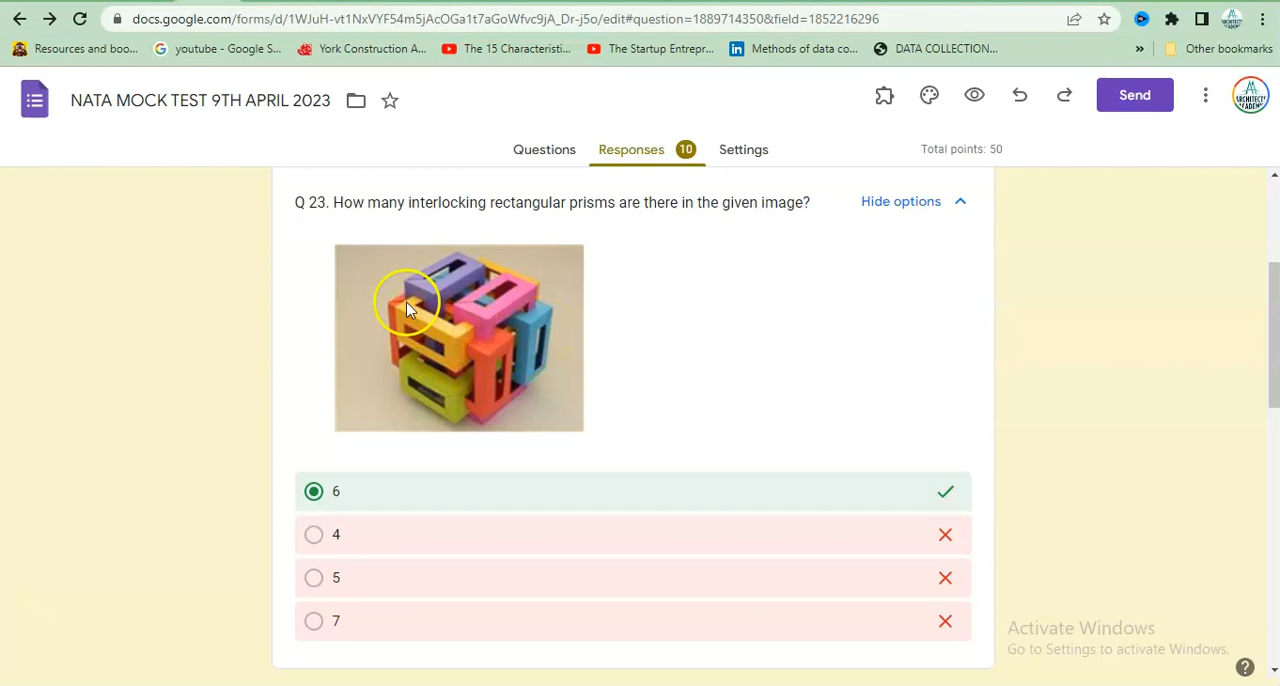 docs.google.com/forms/d/1WJuH-vt1NxVYF54m5jAcOGa1t7aGoWfvc9jA_Dr-j5o/edit#question=1889714350&field=1852216296
Resources and boo...
youtube - Google S...
York Construction A...
The 15 Characteristi...
The Startup Entrepr...
Methods of data co...
DATA COLLECTION...
»
Other bookmarks
NATA MOCK TEST 9TH APRIL 2023
Send
Questions
Responses 10
Settings
Total points: 50
Q 23. How many interlocking rectangular prisms are there in the given image?
Hide options
6
4
5
7
Activate Windows
Go to Settings to activate Windows.